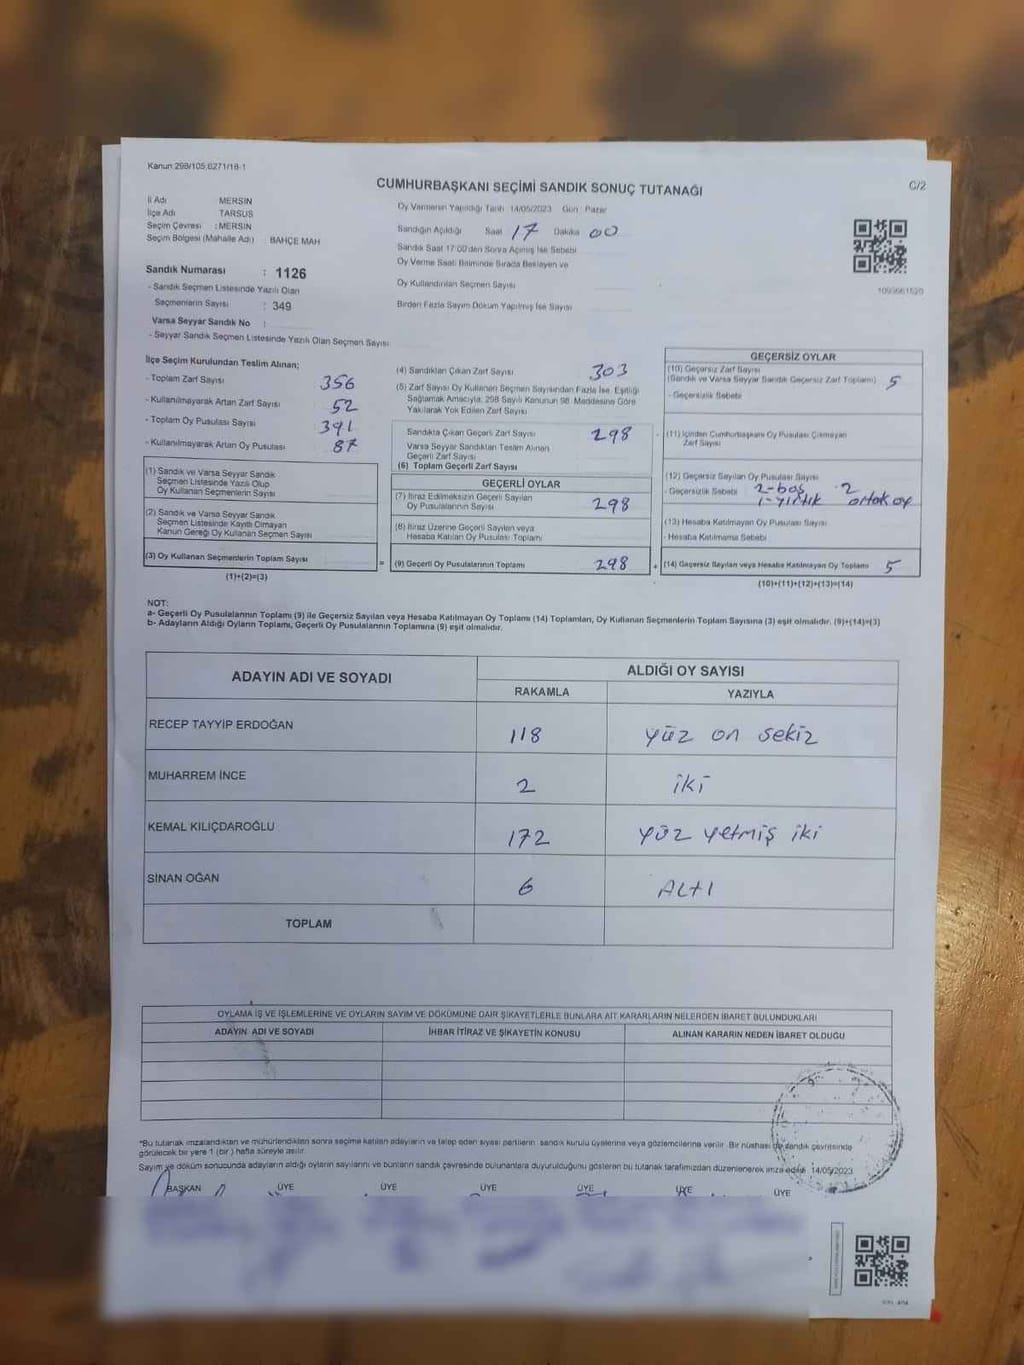 Kanun 298/105;6271/18-1
CUMHURBAŞKANI SEÇİMİ SANDIK SONUÇ TUTANAĞI
C/2
İl Adı MERSIN
İlçe Adı TARSUS
Seçim Çevresi : MERSIN
Seçim Bölgesi (Mahalle Adı) BAHÇE MAH
Sandık Numarası : 1126
- Sandık Seçmen Listesinde Yazılı Olan
Seçmenlerin Sayısı : 349
Varsa Seyyar Sandık No :
- Seyyar Sandık Seçmen Listesinde Yazılı Olan Seçmen Sayısı
Oy Vermenin Yapıldığı Tarih 14/05/2023 Gün : Pazar
Sandığın Açıldığı Saat 17 Dakika 00
Sandık Saat 17:00'den Sonra Açılmış İse Sebebi
Oy Verme Saati Bitiminde Sırada Bekleyen ve
Oy Kullandırılan Seçmen Sayısı
Birden Fazla Sayım Döküm Yapılmış İse Sayısı
İlçe Seçim Kurulundan Teslim Alınan;
- Toplam Zarf Sayısı 356
- Kullanılmayarak Artan Zarf Sayısı 52
- Toplam Oy Pusulası Sayısı 391
- Kullanılmayarak Artan Oy Pusulası 87
(1) Sandık ve Varsa Seyyar Sandık
Seçmen Listesinde Yazılı Olup
Oy Kullanan Seçmenlerin Sayısı
(2) Sandık ve Varsa Seyyar Sandık
Seçmen Listesinde Kayıtlı Olmayan
Kanun Gereği Oy Kullanan Seçmen Sayısı
(3) Oy Kullanan Seçmenlerin Toplam Sayısı
(1)+(2)=(3)
(4) Sandıktan Çıkan Zarf Sayısı 303
(5) Zarf Sayısı Oy Kullanan Seçmen Sayısından Fazla İse, Eşitliği
Sağlamak Amacıyla, 298 Sayılı Kanunun 98. Maddesine Göre
Yakılarak Yok Edilen Zarf Sayısı
Sandıkta Çıkan Geçerli Zarf Sayısı 298
Varsa Seyyar Sandıktan Teslim Alınan
Geçerli Zarf Sayısı
(6) Toplam Geçerli Zarf Sayısı
GEÇERLİ OYLAR
(7) İtiraz Edilmeksizin Geçerli Sayılan
Oy Pusulalarının Sayısı 298
(8) İtiraz Üzerine Geçerli Sayılan veya
Hesaba Katılan Oy Pusulası Toplamı
= (9) Geçerli Oy Pusulalarının Toplamı 298 +
GEÇERSİZ OYLAR
(10) Geçersiz Zarf Sayısı
(Sandık ve Varsa Seyyar Sandık Geçersiz Zarf Toplamı) 5
- Geçersizlik Sebebi
(11) İçinden Cumhurbaşkanı Oy Pusulası Çıkmayan
Zarf Sayısı
(12) Geçersiz Sayılan Oy Pusulası Sayısı
- Geçersizlik Sebebi 2-boş 2
1-yırtık ortak oy
(13) Hesaba Katılmayan Oy Pusulası Sayısı
- Hesaba Katılmama Sebebi
(14) Geçersiz Sayılan veya Hesaba Katılmayan Oy Toplamı 5
(10)+(11)+(12)+(13)=(14)
NOT:
a- Geçerli Oy Pusulalarının Toplamı (9) ile Geçersiz Sayılan veya Hesaba Katılmayan Oy Toplamı (14) Toplamları, Oy Kullanan Seçmenlerin Toplam Sayısına (3) eşit olmalıdır. (9)+(14)=(3)
b- Adayların Aldığı Oyların Toplamı, Geçerli Oy Pusulalarının Toplamına (9) eşit olmalıdır.
ADAYIN ADI VE SOYADI
ALDIĞI OY SAYISI
RAKAMLA YAZIYLA
RECEP TAYYİP ERDOĞAN 118 yüz on sekiz
MUHARREM İNCE 2 iki
KEMAL KILIÇDAROĞLU 172 yüz yetmiş iki
SİNAN OĞAN 6 ALtI
TOPLAM
OYLAMA İŞ VE İŞLEMLERİNE VE OYLARIN SAYIM VE DÖKÜMÜNE DAİR ŞİKAYETLERLE BUNLARA AİT KARARLARIN NELERDEN İBARET BULUNDUKLARI
ADAYIN ADI VE SOYADI İHBAR İTİRAZ VE ŞİKAYETİN KONUSU ALINAN KARARIN NEDEN İBARET OLDUĞU
*Bu tutanak imzalandıktan ve mühürlendikten sonra seçime katılan adayların ve talep eden siyasi partilerin sandık kurulu üyelerine veya gözlemcilerine verilir. Bir nüshası da sandık çevresinde
görülecek bir yere 1 (bir) hafta süreyle asılır.
Sayım ve döküm sonucunda adayların aldığı oyların sayılarını ve bunların sandık çevresinde bulunanlara duyurulduğunu gösteren bu tutanak tarafımızdan düzenlenerek imza edildi. 14/05/2023
BAŞKAN ÜYE ÜYE ÜYE ÜYE ÜYE ÜYE